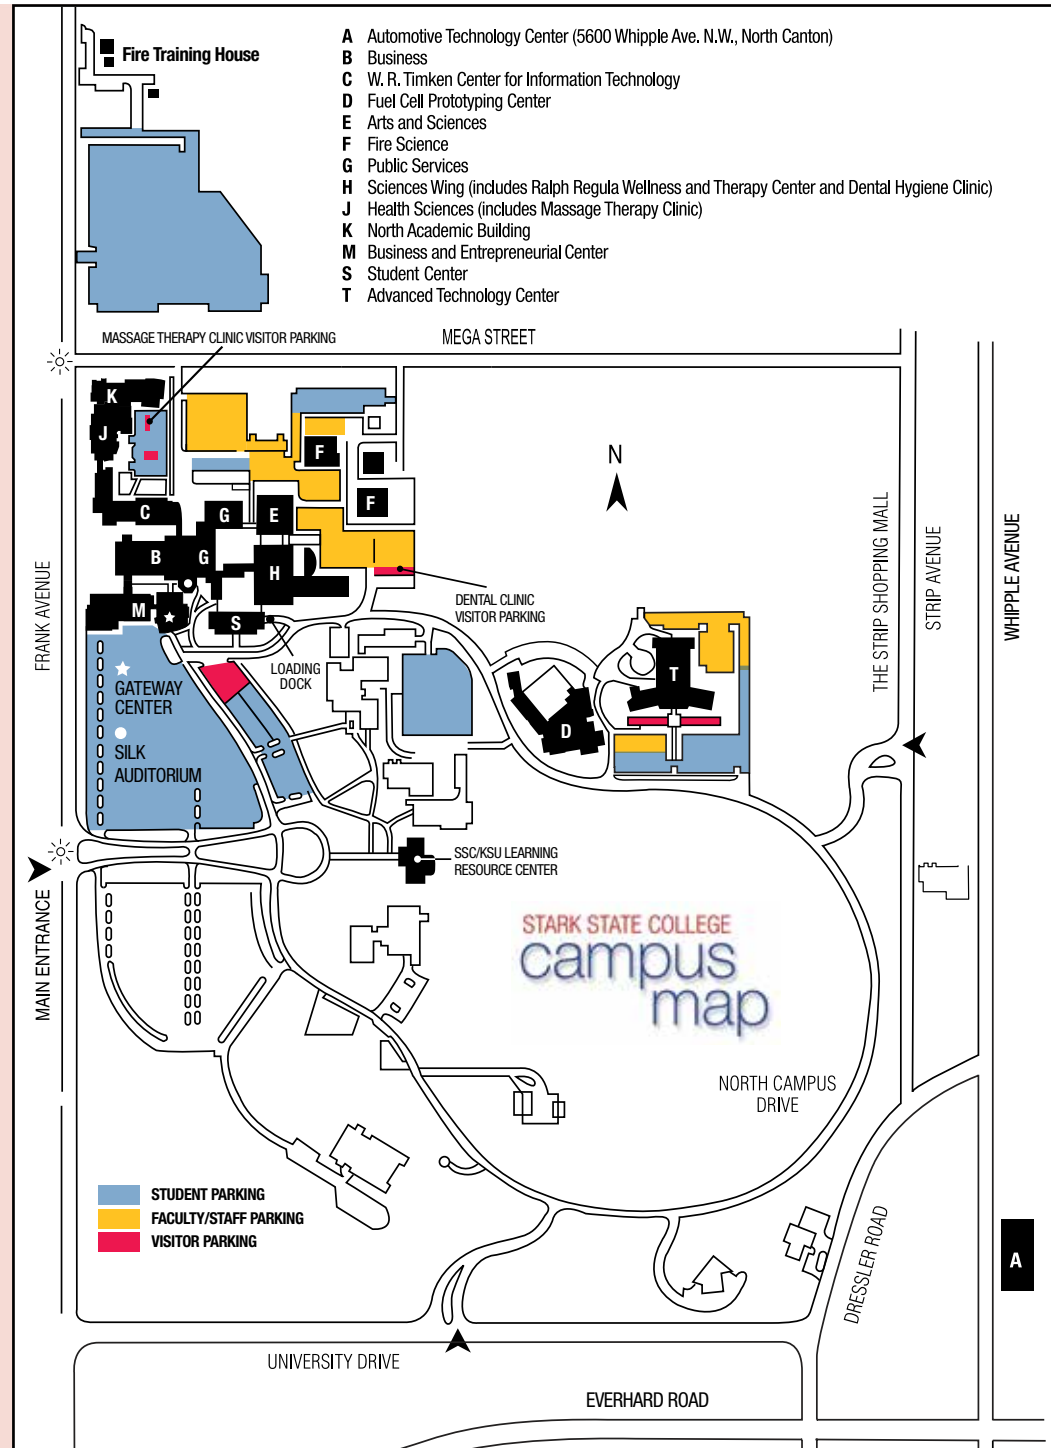 Fire Training House
A Automotive Technology Center (5600 Whipple Ave. N.W., North Canton)
B Business
C W. R. Timken Center for Information Technology
D Fuel Cell Prototyping Center
E Arts and Sciences
F Fire Science
G Public Services
H Sciences Wing (includes Ralph Regula Wellness and Therapy Center and Dental Hygiene Clinic)
J Health Sciences (includes Massage Therapy Clinic)
K North Academic Building
M Business and Entrepreneurial Center
S Student Center
T Advanced Technology Center
MASSAGE THERAPY CLINIC VISITOR PARKING
MEGA STREET
K
J
F
F
N
C
G
E
B
G
H
M
S
DENTAL CLINIC
VISITOR PARKING
LOADING
DOCK
T
D
GATEWAY
CENTER
SILK
AUDITORIUM
FRANK AVENUE
THE STRIP SHOPPING MALL
STRIP AVENUE
WHIPPLE AVENUE
SSC/KSU LEARNING
RESOURCE CENTER
MAIN ENTRANCE
STARK STATE COLLEGE
campus
map
NORTH CAMPUS
DRIVE
STUDENT PARKING
FACULTY/STAFF PARKING
VISITOR PARKING
DRESSLER ROAD
A
UNIVERSITY DRIVE
EVERHARD ROAD